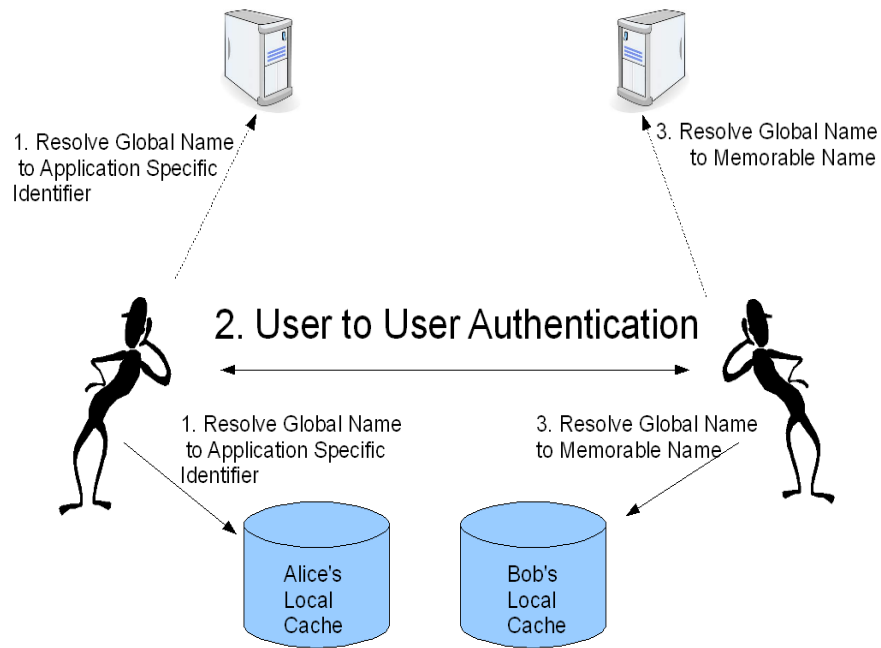 1. Resolve Global Name
to Application Specific
Identifier
3. Resolve Global Name
to Memorable Name
2. User to User Authentication
1. Resolve Global Name
to Application Specific
Identifier
3. Resolve Global Name
to Memorable Name
Alice's
Local
Cache
Bob's
Local
Cache